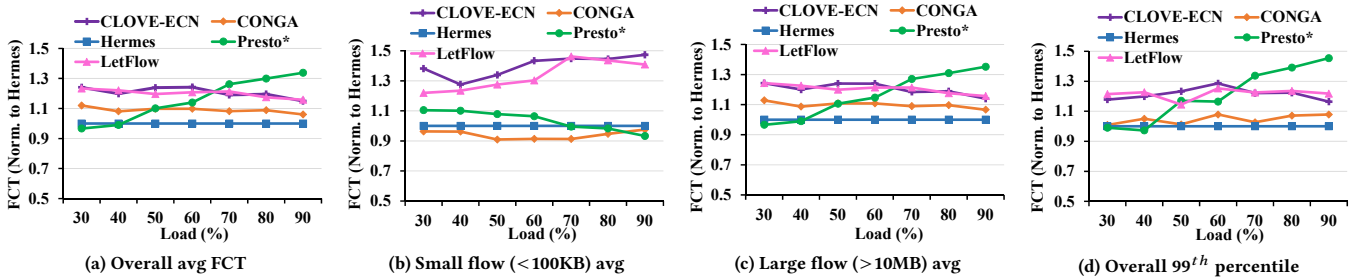 CLOVE-ECN CONGA
Hermes Presto*
LetFlow
FCT (Norm. to Hermes)
1.5
1.3
1.1
0.9
0.7
0.5
30 40 50 60 70 80 90
Load (%)
(a) Overall avg FCT
CLOVE-ECN CONGA
Hermes Presto*
LetFlow
FCT (Norm. to Hermes)
1.5
1.3
1.1
0.9
0.7
0.5
30 40 50 60 70 80 90
Load (%)
(b) Small flow (<100KB) avg
CLOVE-ECN CONGA
Hermes Presto*
LetFlow
FCT (Norm. to Hermes)
1.5
1.3
1.1
0.9
0.7
0.5
30 40 50 60 70 80 90
Load (%)
(c) Large flow (>10MB) avg
CLOVE-ECN CONGA
Hermes Presto*
LetFlow
FCT (Norm. to Hermes)
1.5
1.3
1.1
0.9
0.7
0.5
30 40 50 60 70 80 90
Load (%)
(d) Overall 99th percentile